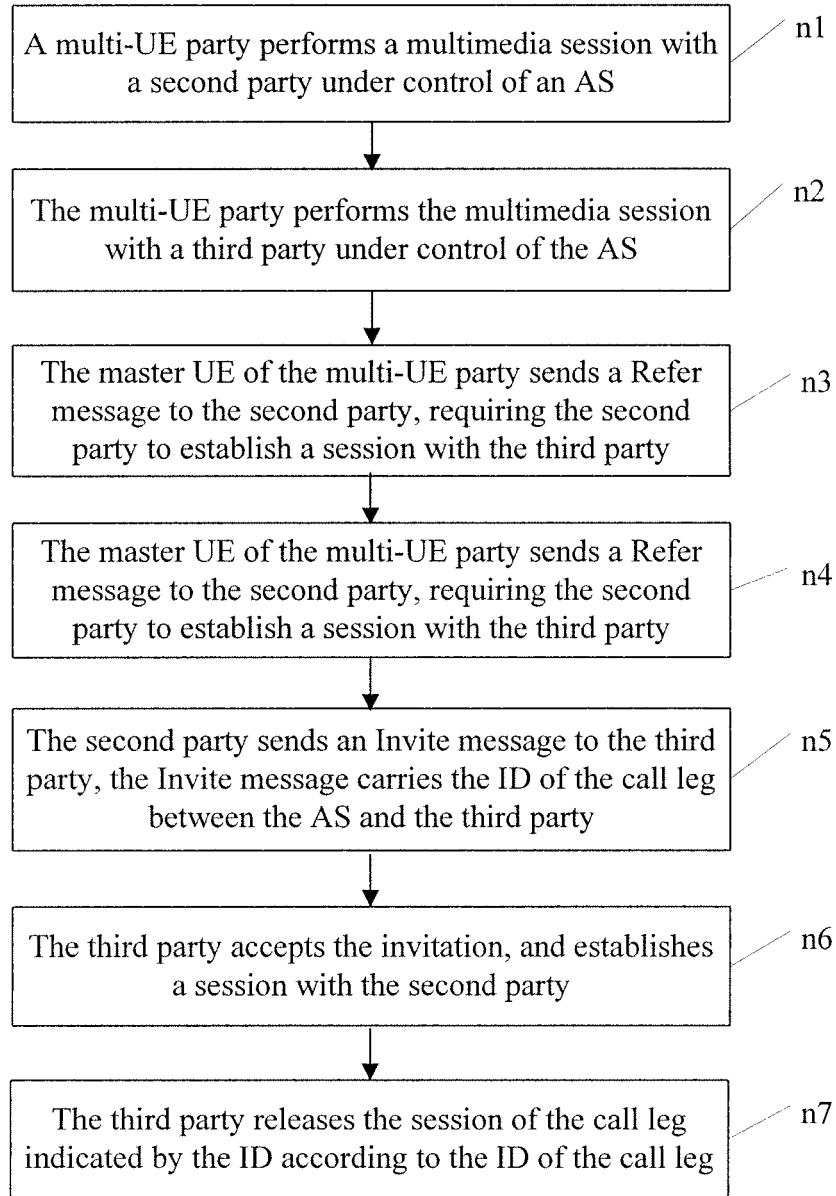 A multi-UE party performs a multimedia session with
a second party under control of an AS
n1
The multi-UE party performs the multimedia session
with a third party under control of the AS
n2
The master UE of the multi-UE party sends a Refer
message to the second party, requiring the second
party to establish a session with the third party
n3
The master UE of the multi-UE party sends a Refer
message to the second party, requiring the second
party to establish a session with the third party
n4
The second party sends an Invite message to the third
party, the Invite message carries the ID of the call leg
between the AS and the third party
n5
The third party accepts the invitation, and establishes
a session with the second party
n6
The third party releases the session of the call leg
indicated by the ID according to the ID of the call leg
n7